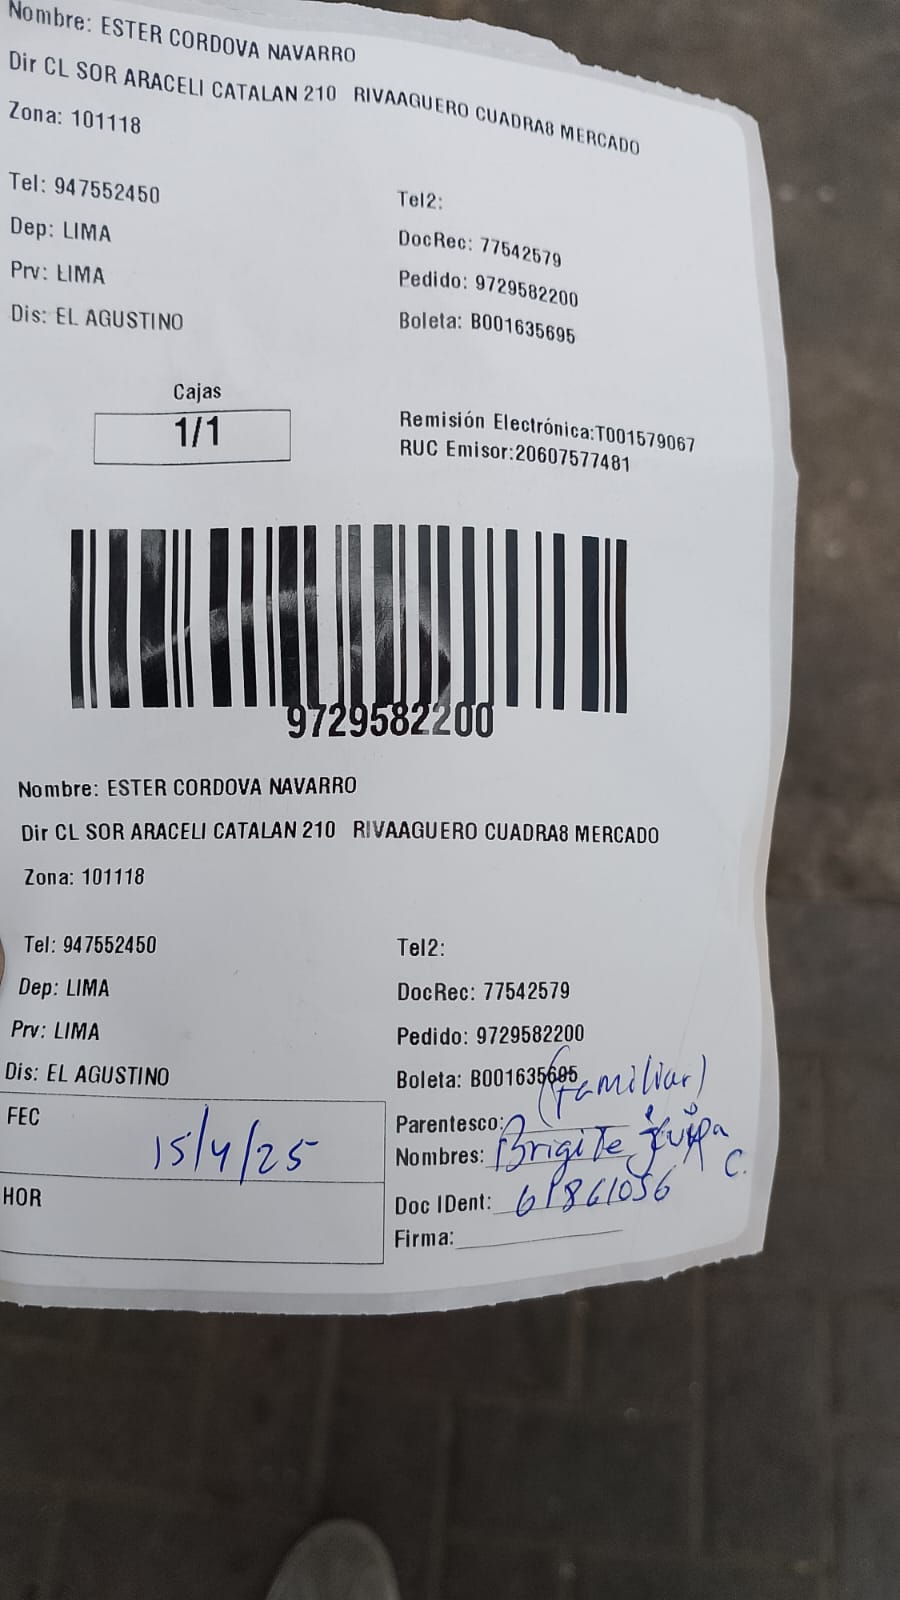 Nombre: ESTER CORDOVA NAVARRO
Dir CL SOR ARACELI CATALAN 210 RIVAAGUERO CUADRA8 MERCADO
Zona: 101118
Tel: 947552450 Tel2:
Dep: LIMA DocRec: 77542579
Prv: LIMA Pedido: 9729582200
Dis: EL AGUSTINO Boleta: B001635695
Cajas
1/1
Remisión Electrónica:T001579067
RUC Emisor:20607577481
9729582200
Nombre: ESTER CORDOVA NAVARRO
Dir CL SOR ARACELI CATALAN 210 RIVAAGUERO CUADRA8 MERCADO
Zona: 101118
Tel: 947552450 Tel2:
Dep: LIMA DocRec: 77542579
Prv: LIMA Pedido: 9729582200
Dis: EL AGUSTINO Boleta: B001635695
FEC 15/4/25
Parentesco: (familiar)
Nombres: Brigite C.
HOR
Doc IDent: 61861056
Firma: